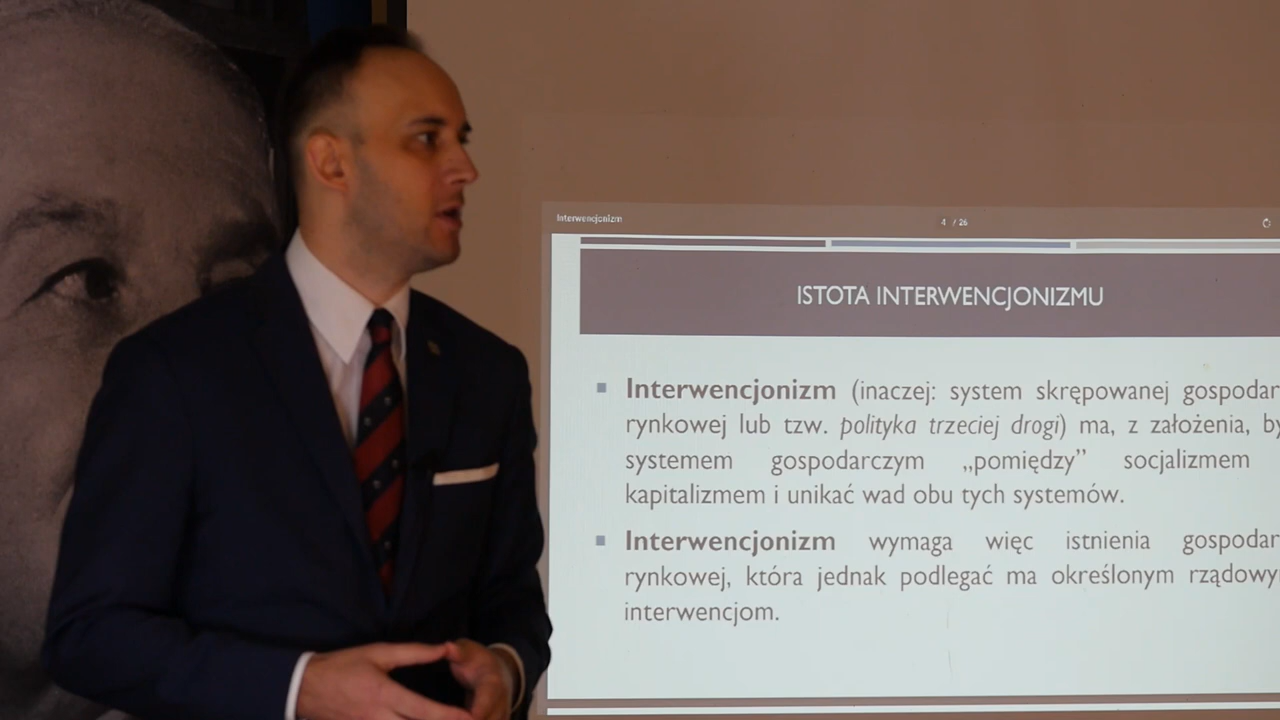 Interwencjonizm
4 / 26
ISTOTA INTERWENCJONIZMU
Interwencjonizm (inaczej: system skrępowanej gospodar
rynkowej lub tzw. polityka trzeciej drogi) ma, z założenia, by
systemem gospodarczym „pomiędzy” socjalizmem
kapitalizmem i unikać wad obu tych systemów.
Interwencjonizm wymaga więc istnienia gospodar
rynkowej, która jednak podlegać ma określonym rządowy
interwencjom.